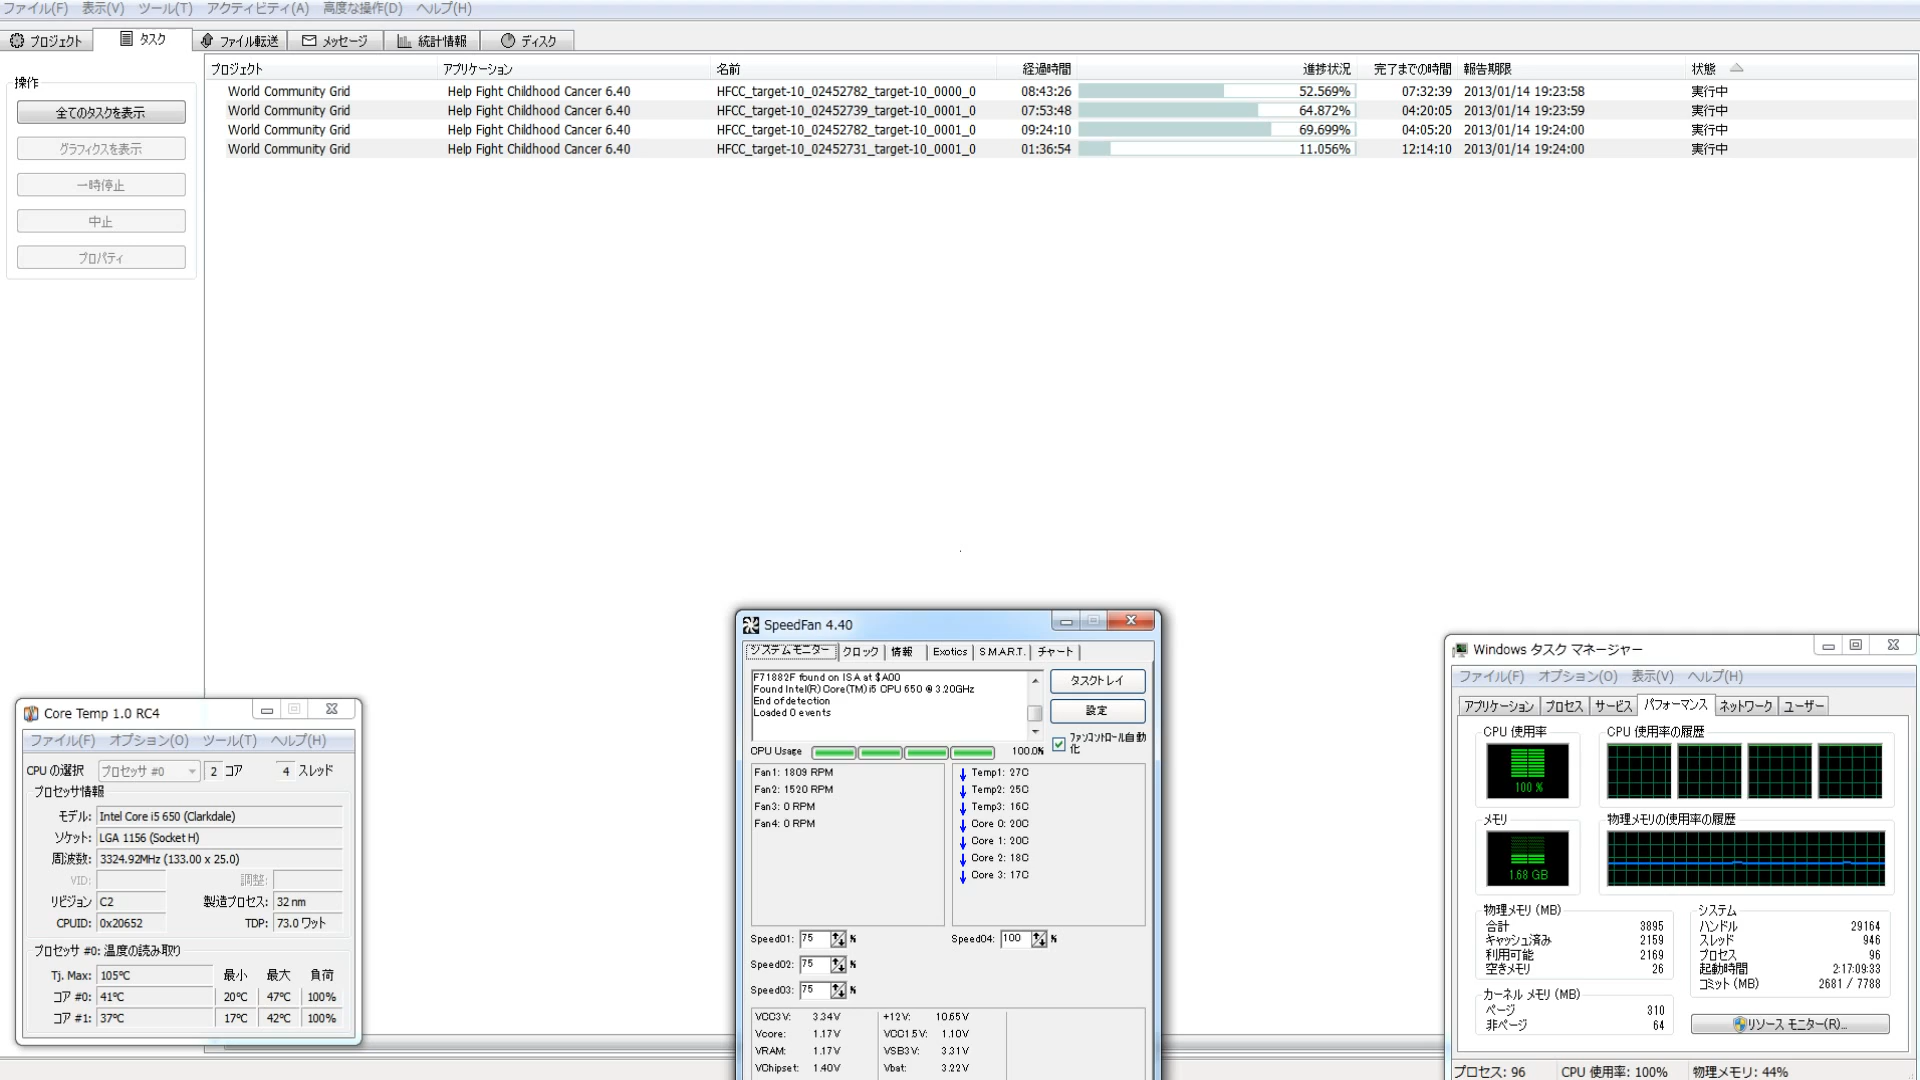 ファイル(F) 表示(V) ツール(T) アクティビティ(A) 高度な操作(D) ヘルプ(H)
プロジェクト タスク ファイル転送 メッセージ 統計情報 ディスク
操作
全てのタスクを表示
グラフィクスを表示
一時停止
中止
プロパティ
プロジェクト アプリケーション 名前 経過時間 進捗状況 完了までの時間 報告期限 状態
World Community Grid Help Fight Childhood Cancer 6.40 HFCC_target-10_02452782_target-10_0000_0 08:43:26 52.569% 07:32:39 2013/01/14 19:23:58 実行中
World Community Grid Help Fight Childhood Cancer 6.40 HFCC_target-10_02452739_target-10_0001_0 07:53:48 64.872% 04:20:05 2013/01/14 19:23:59 実行中
World Community Grid Help Fight Childhood Cancer 6.40 HFCC_target-10_02452782_target-10_0001_0 09:24:10 69.699% 04:05:20 2013/01/14 19:24:00 実行中
World Community Grid Help Fight Childhood Cancer 6.40 HFCC_target-10_02452731_target-10_0001_0 01:36:54 11.056% 12:14:10 2013/01/14 19:24:00 実行中
Core Temp 1.0 RC4
ファイル(F) オプション(O) ツール(T) ヘルプ(H)
CPU の選択 プロセッサ #0 2 コア 4 スレッド
プロセッサ情報
モデル: Intel Core i5 650 (Clarkdale)
ソケット: LGA 1156 (Socket H)
周波数: 3324.92MHz (133.00 x 25.0)
VID: 調整:
リビジョン C2 製造プロセス: 32 nm
CPUID: 0x20652 TDP: 73.0 ワット
プロセッサ #0: 温度の読み取り
Tj. Max: 105℃ 最小 最大 負荷
コア #0: 41℃ 20℃ 47℃ 100%
コア #1: 37℃ 17℃ 42℃ 100%
SpeedFan 4.40
システムモニター クロック 情報 Exotics S.M.A.R.T. チャート
F71882F found on ISA at $A00
Found Intel(R) Core(TM) i5 CPU 650 @ 3.20GHz
End of detection
Loaded 0 events
タスクトレイ
設定
ファンコントロール自動化
CPU Usage 100.0%
Fan1: 1809 RPM
Fan2: 1520 RPM
Fan3: 0 RPM
Fan4: 0 RPM
Temp1: 27C
Temp2: 25C
Temp3: 16C
Core 0: 20C
Core 1: 20C
Core 2: 18C
Core 3: 17C
Speed01: 75 % Speed04: 100 %
Speed02: 75 %
Speed03: 75 %
VCC3V: 3.34V +12V: 10.65V
Vcore: 1.17V VCC1.5V: 1.10V
VRAM: 1.17V VSB3V: 3.31V
VChipset: 1.40V Vbat: 3.22V
Windows タスク マネージャー
ファイル(F) オプション(O) 表示(V) ヘルプ(H)
アプリケーション プロセス サービス パフォーマンス ネットワーク ユーザー
CPU 使用率 CPU 使用率の履歴
100 %
メモリ 物理メモリの使用率の履歴
1.68 GB
物理メモリ (MB)
合計 3895
キャッシュ済み 2159
利用可能 2169
空きメモリ 26
カーネル メモリ (MB)
ページ 310
非ページ 64
システム
ハンドル 29164
スレッド 946
プロセス 96
起動時間 2:17:09:33
コミット (MB) 2681 / 7788
リソース モニター(R)...
プロセス: 96 CPU 使用率: 100% 物理メモリ: 44%